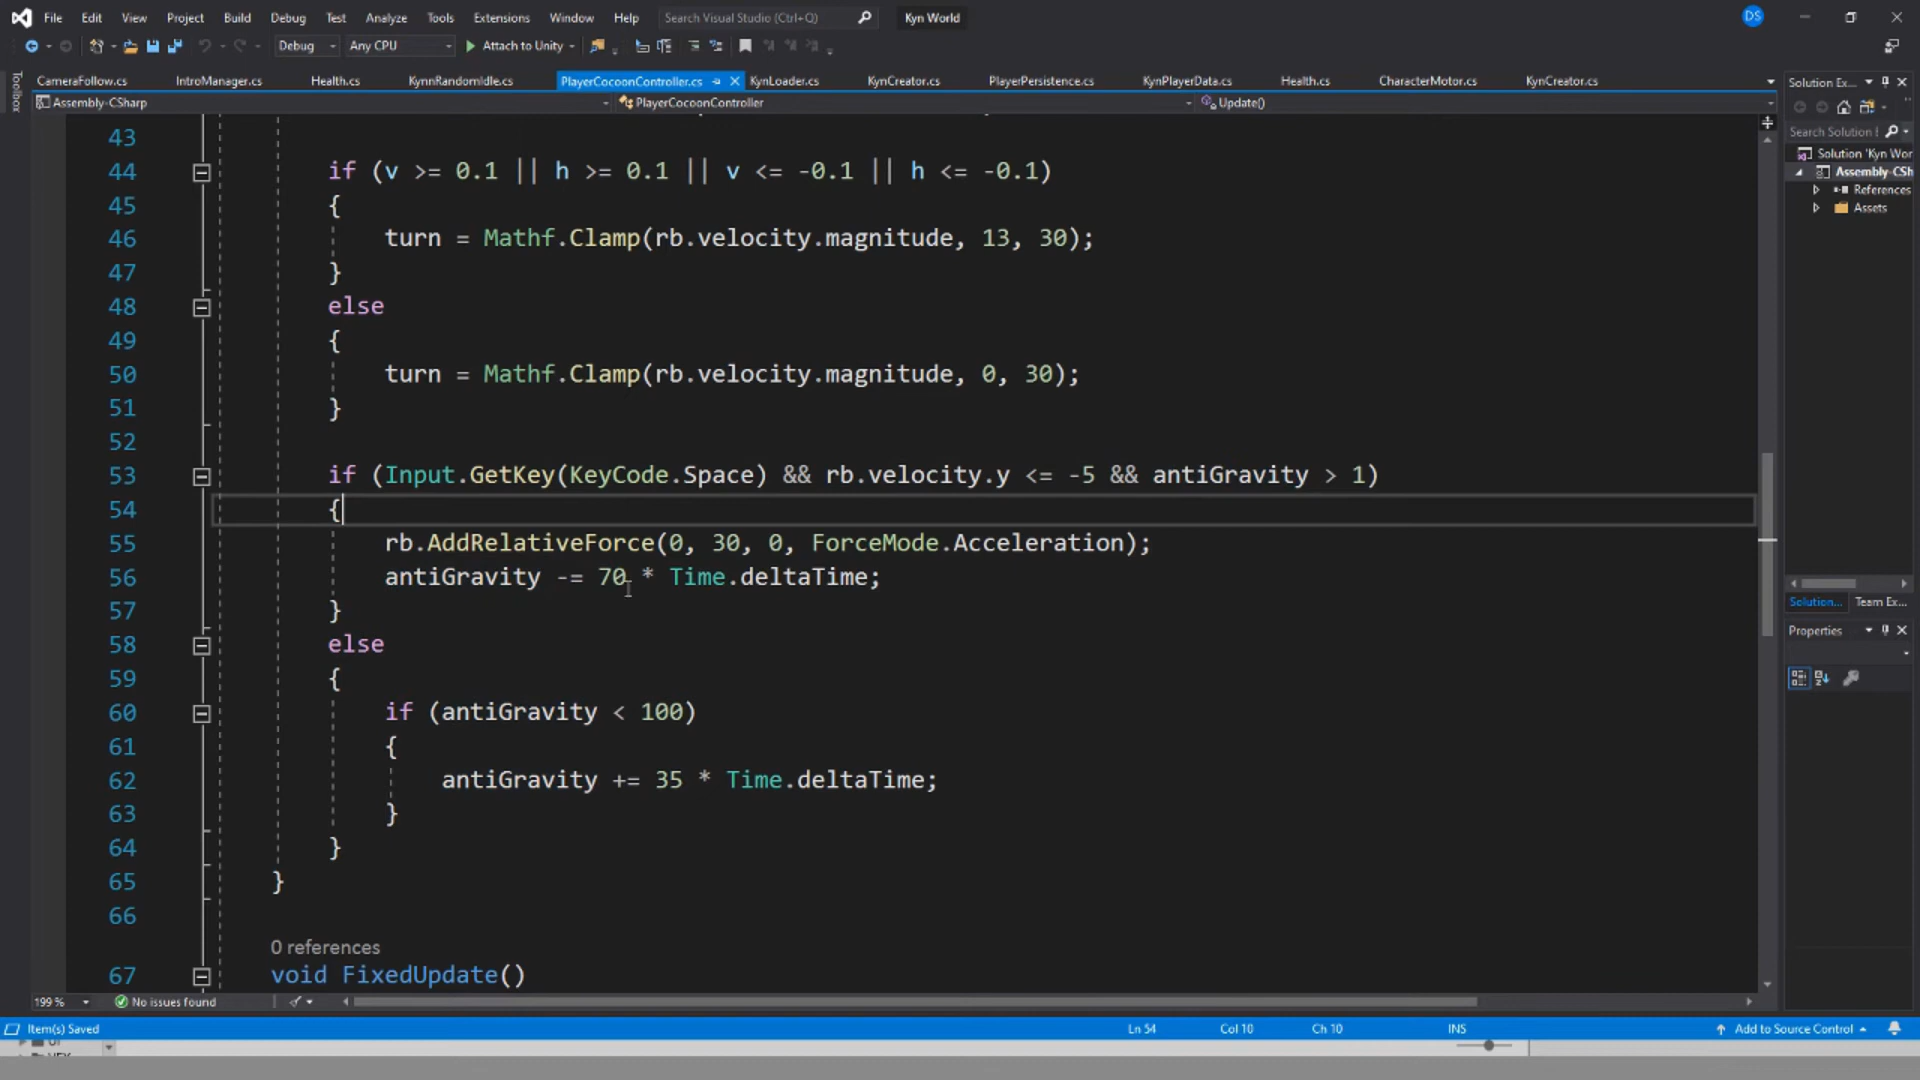 File Edit View Project Build Debug Test Analyze Tools Extensions Window Help Search Visual Studio (Ctrl+Q) Kyn World DS
Debug Any CPU Attach to Unity
CameraFollow.cs IntroManager.cs Health.cs KynnRandomIdle.cs PlayerCocoonController.cs KynLoader.cs KynCreator.cs PlayerPersistence.cs KynPlayerData.cs Health.cs CharacterMotor.cs KynCreator.cs
Solution Ex...
Toolbox
Assembly-CSharp PlayerCocoonController Update()
Search Solution
Solution 'Kyn Wor
Assembly-CSh
References
Assets
43
44 if (v >= 0.1 || h >= 0.1 || v <= -0.1 || h <= -0.1)
45 {
46 turn = Mathf.Clamp(rb.velocity.magnitude, 13, 30);
47 }
48 else
49 {
50 turn = Mathf.Clamp(rb.velocity.magnitude, 0, 30);
51 }
52
53 if (Input.GetKey(KeyCode.Space) && rb.velocity.y <= -5 && antiGravity > 1)
54 {
55 rb.AddRelativeForce(0, 30, 0, ForceMode.Acceleration);
56 antiGravity -= 70 * Time.deltaTime;
57 }
58 else
59 {
60 if (antiGravity < 100)
61 {
62 antiGravity += 35 * Time.deltaTime;
63 }
64 }
65 }
66
0 references
67 void FixedUpdate()
Solution... Team Ex...
Properties
199 % No issues found
Item(s) Saved Ln 54 Col 10 Ch 10 INS Add to Source Control